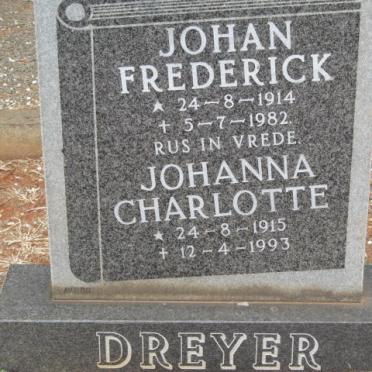 JOHAN
FREDERICK
★ 24-8-1914
+ 5-7-1982.
RUS IN VREDE.
JOHANNA
CHARLOTTE
★ 24-8-1915
+ 12-4-1993
DREYER